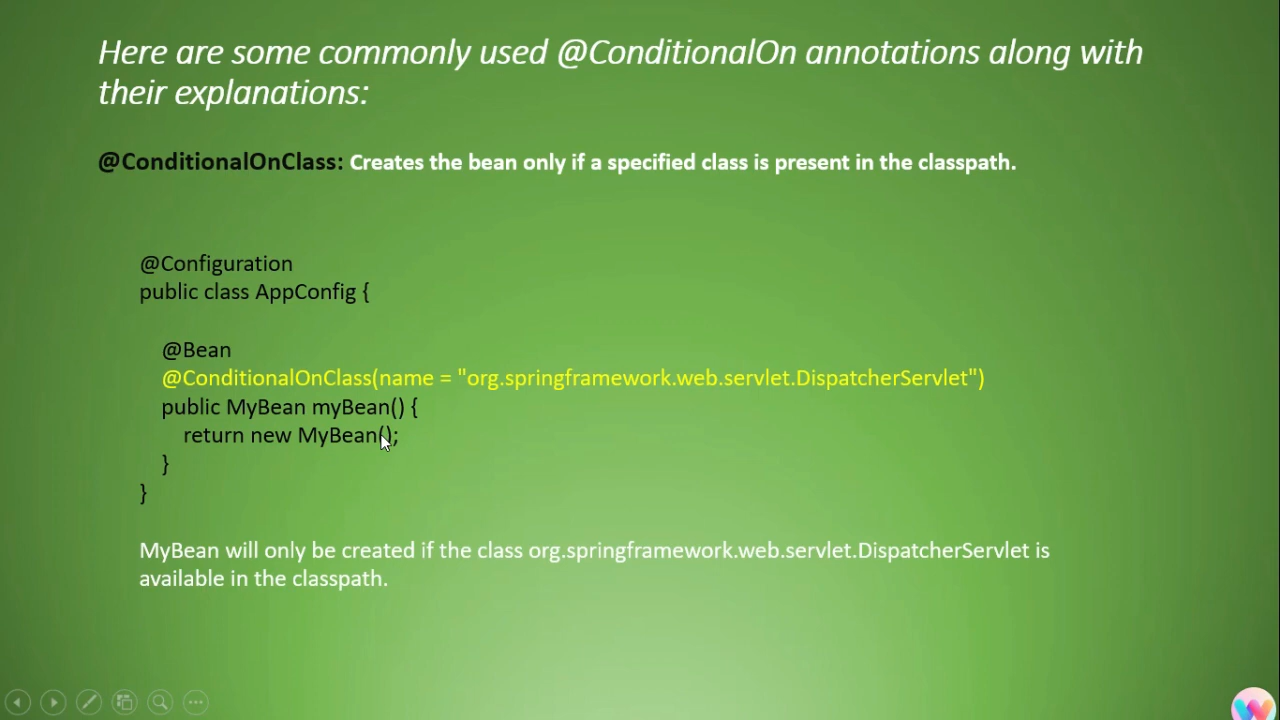 Here are some commonly used @ConditionalOn annotations along with
their explanations:
@ConditionalOnClass: Creates the bean only if a specified class is present in the classpath.
@Configuration
public class AppConfig {
@Bean
@ConditionalOnClass(name = "org.springframework.web.servlet.DispatcherServlet")
public MyBean myBean() {
return new MyBean();
}
}
MyBean will only be created if the class org.springframework.web.servlet.DispatcherServlet is
available in the classpath.